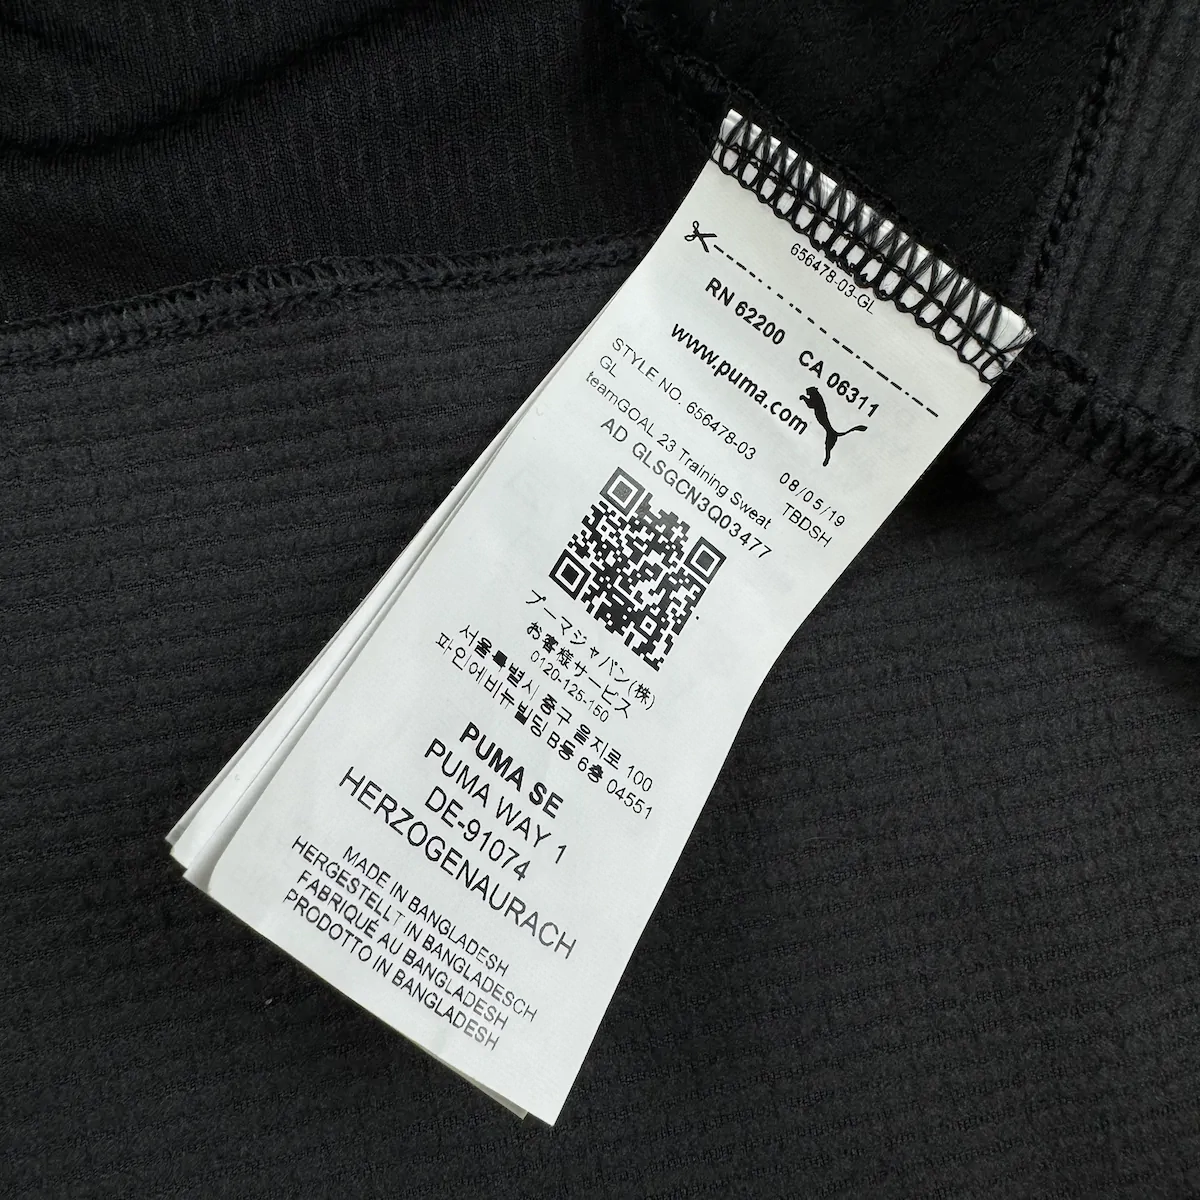 656478-03-GL
RN 62200 CA 06311
www.puma.com
STYLE NO. 656478-03 08/05/19
GL TBDSH
teamGOAL 23 Training Sweat
AD GLSGCN3Q03477
プーマジャパン(株)
お客様サービス
0120-125-150
서울특별시 중구 을지로 100
파인에비뉴빌딩 B동 6층 04551
PUMA SE
PUMA WAY 1
DE-91074
HERZOGENAURACH
MADE IN BANGLADESH
HERGESTELLT IN BANGLADESCH
FABRIQUÉ AU BANGLADESH
PRODOTTO IN BANGLADESH